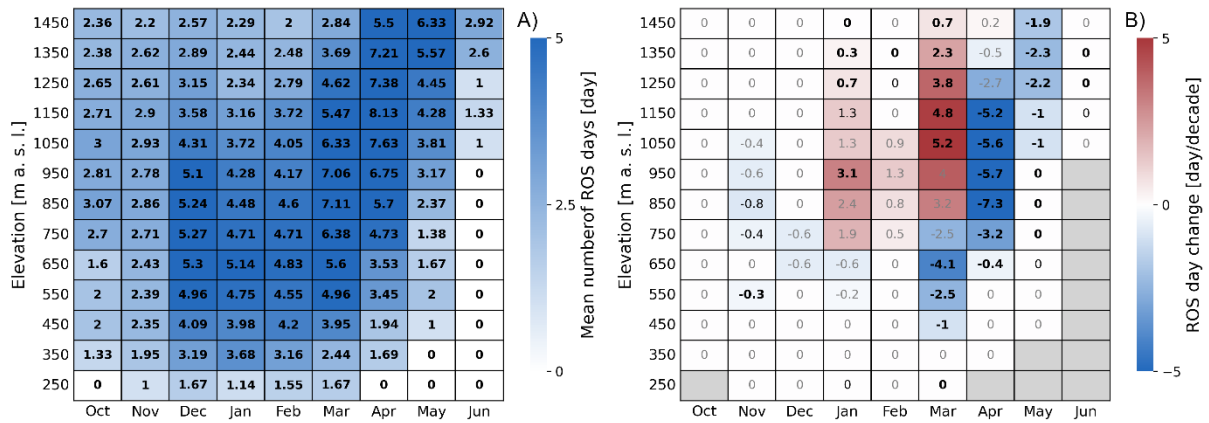 A)
Elevation [m a. s. l.]
1450 2.36 2.2 2.57 2.29 2 2.84 5.5 6.33 2.92
1350 2.38 2.62 2.89 2.44 2.48 3.69 7.21 5.57 2.6
1250 2.65 2.61 3.15 2.34 2.79 4.62 7.38 4.45 1
1150 2.71 2.9 3.58 3.16 3.72 5.47 8.13 4.28 1.33
1050 3 2.93 4.31 3.72 4.05 6.33 7.63 3.81 1
950 2.81 2.78 5.1 4.28 4.17 7.06 6.75 3.17 0
850 3.07 2.86 5.24 4.48 4.6 7.11 5.7 2.37 0
750 2.7 2.71 5.27 4.71 4.71 6.38 4.73 1.38 0
650 1.6 2.43 5.3 5.14 4.83 5.6 3.53 1.67 0
550 2 2.39 4.96 4.75 4.55 4.96 3.45 2 0
450 2 2.35 4.09 3.98 4.2 3.95 1.94 1 0
350 1.33 1.95 3.19 3.68 3.16 2.44 1.69 0 0
250 0 1 1.67 1.14 1.55 1.67 0 0 0
Oct Nov Dec Jan Feb Mar Apr May Jun
5
2.5
0
Mean numberof ROS days [day]
B)
Elevation [m a. s. l.]
1450 0 0 0 0 0 0.7 0.2 -1.9 0
1350 0 0 0 0.3 0 2.3 -0.5 -2.3 0
1250 0 0 0 0.7 0 3.8 -2.7 -2.2 0
1150 0 0 0 1.3 0 4.8 -5.2 -1 0
1050 0 -0.4 0 1.3 0.9 5.2 -5.6 -1 0
950 0 -0.6 0 3.1 1.3 4 -5.7 0
850 0 -0.8 0 2.4 0.8 3.2 -7.3 0
750 0 -0.4 -0.6 1.9 0.5 -2.5 -3.2 0
650 0 0 -0.6 -0.6 0 -4.1 -0.4 0
550 0 -0.3 0 -0.2 0 -2.5 0 0
450 0 0 0 0 0 -1 0 0
350 0 0 0 0 0 0 0
250 0 0 0 0 0
Oct Nov Dec Jan Feb Mar Apr May Jun
5
0
−5
ROS day change [day/decade]